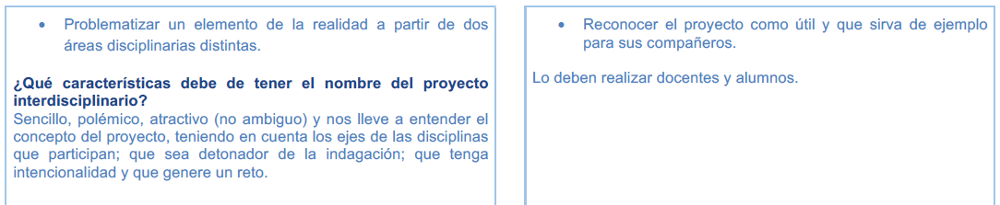 • Problematizar un elemento de la realidad a partir de dos
áreas disciplinarias distintas.
¿Qué características debe de tener el nombre del proyecto
interdisciplinario?
Sencillo, polémico, atractivo (no ambiguo) y nos lleve a entender el
concepto del proyecto, teniendo en cuenta los ejes de las disciplinas
que participan; que sea detonador de la indagación; que tenga
intencionalidad y que genere un reto.
• Reconocer el proyecto como útil y que sirva de ejemplo
para sus compañeros.
Lo deben realizar docentes y alumnos.